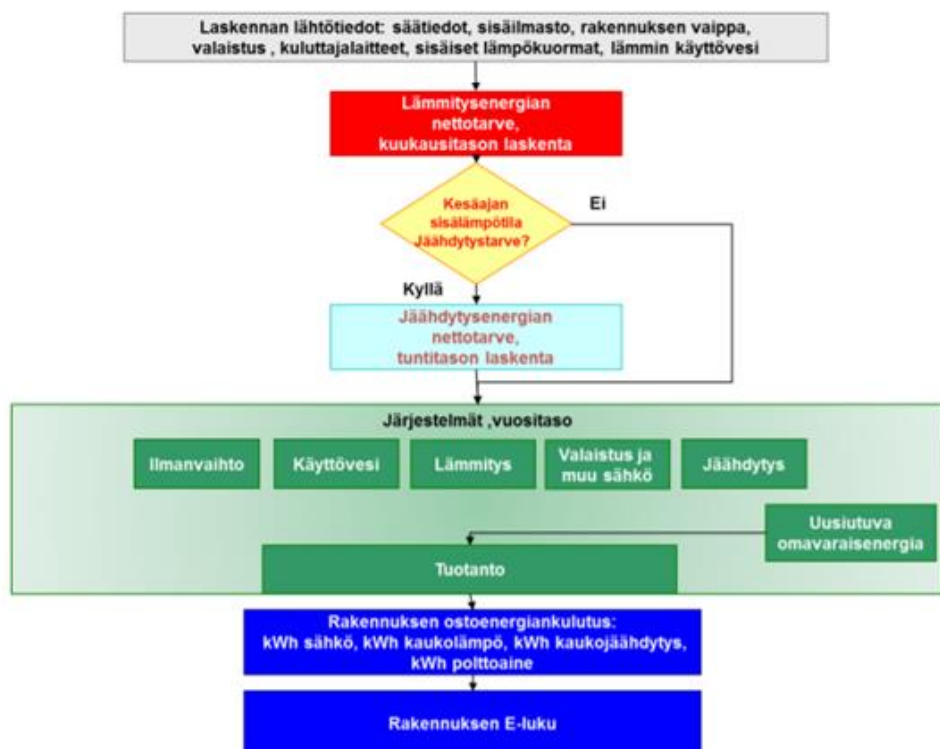 Laskennan lähtötiedot: säätiedot, sisäilmasto, rakennuksen vaippa,
valaistus , kuluttajalaitteet, sisäiset lämpökuormat, lämmin käyttövesi
Lämmitysenergian
nettotarve,
kuukausitason laskenta
Kesäajan
sisälämpötila
Jäähdytystarve?
Ei
Kyllä
Jäähdytysenergian
nettotarve,
tuntitason laskenta
Järjestelmät ,vuositaso
Ilmanvaihto
Käyttövesi
Lämmitys
Valaistus ja
muu sähkö
Jäähdytys
Uusiutuva
omavaraisenergia
Tuotanto
Rakennuksen ostoenergiankulutus:
kWh sähkö, kWh kaukolämpö, kWh kaukojäähdytys,
kWh polttoaine
Rakennuksen E-luku